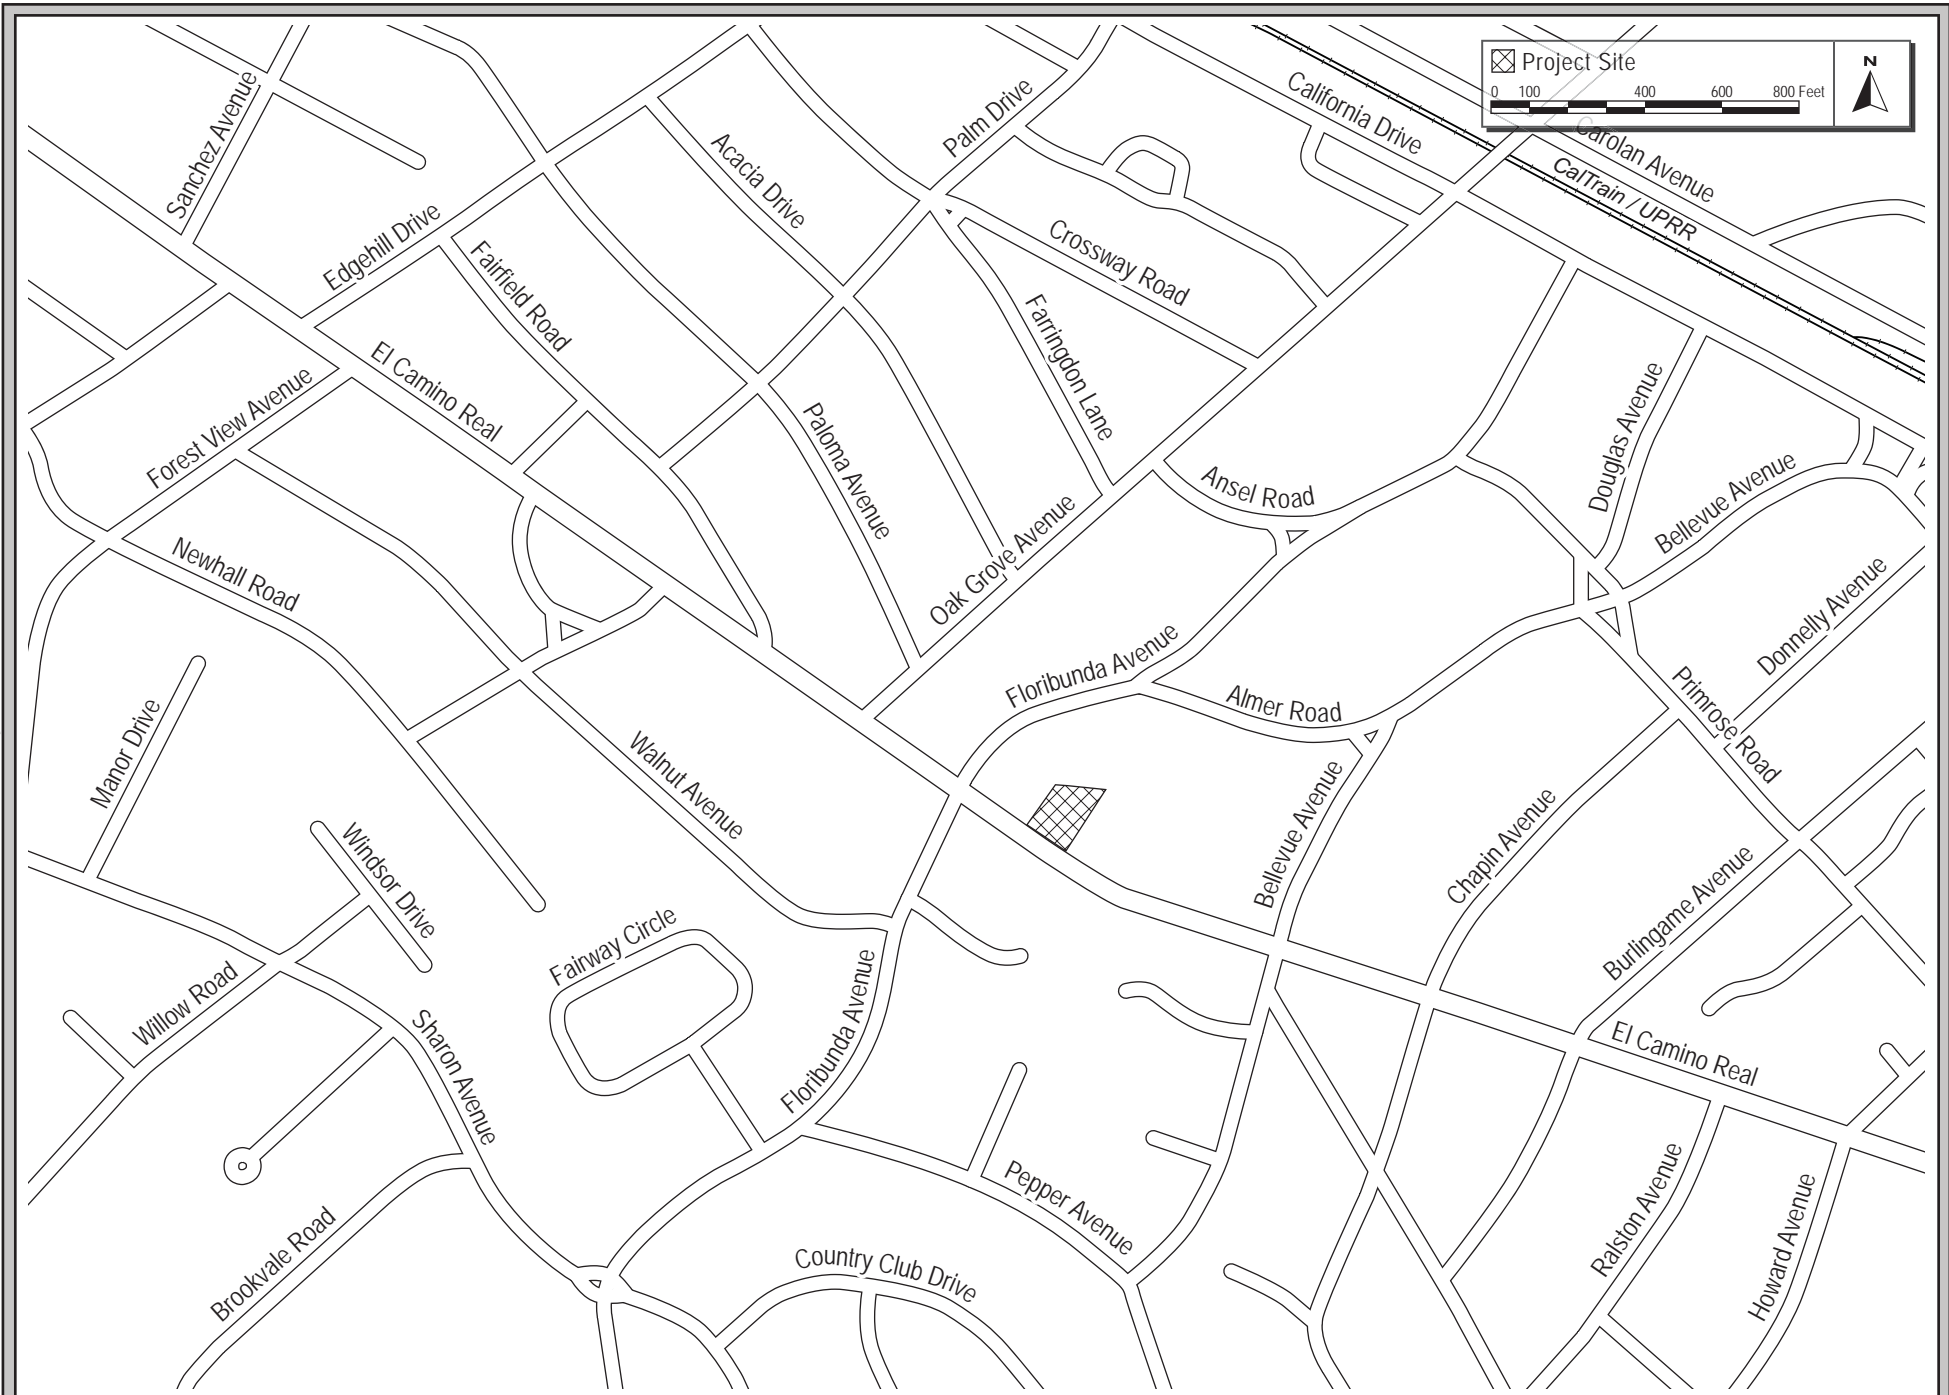 Project Site
N
0 100 400 600 800 Feet
Sanchez Avenue
Palm Drive
California Drive
Carolan Avenue
CalTrain / UPRR
Acacia Drive
Edgehill Drive
Fairfield Road
Crossway Road
Farringdon Lane
El Camino Real
Forest View Avenue
Paloma Avenue
Douglas Avenue
Ansel Road
Bellevue Avenue
Newhall Road
Oak Grove Avenue
Donnelly Avenue
Floribunda Avenue
Almer Road
Primrose Road
Manor Drive
Walnut Avenue
Windsor Drive
Bellevue Avenue
Chapin Avenue
Burlingame Avenue
Fairway Circle
Willow Road
Floribunda Avenue
Sharon Avenue
El Camino Real
Pepper Avenue
Ralston Avenue
Howard Avenue
Brookvale Road
Country Club Drive